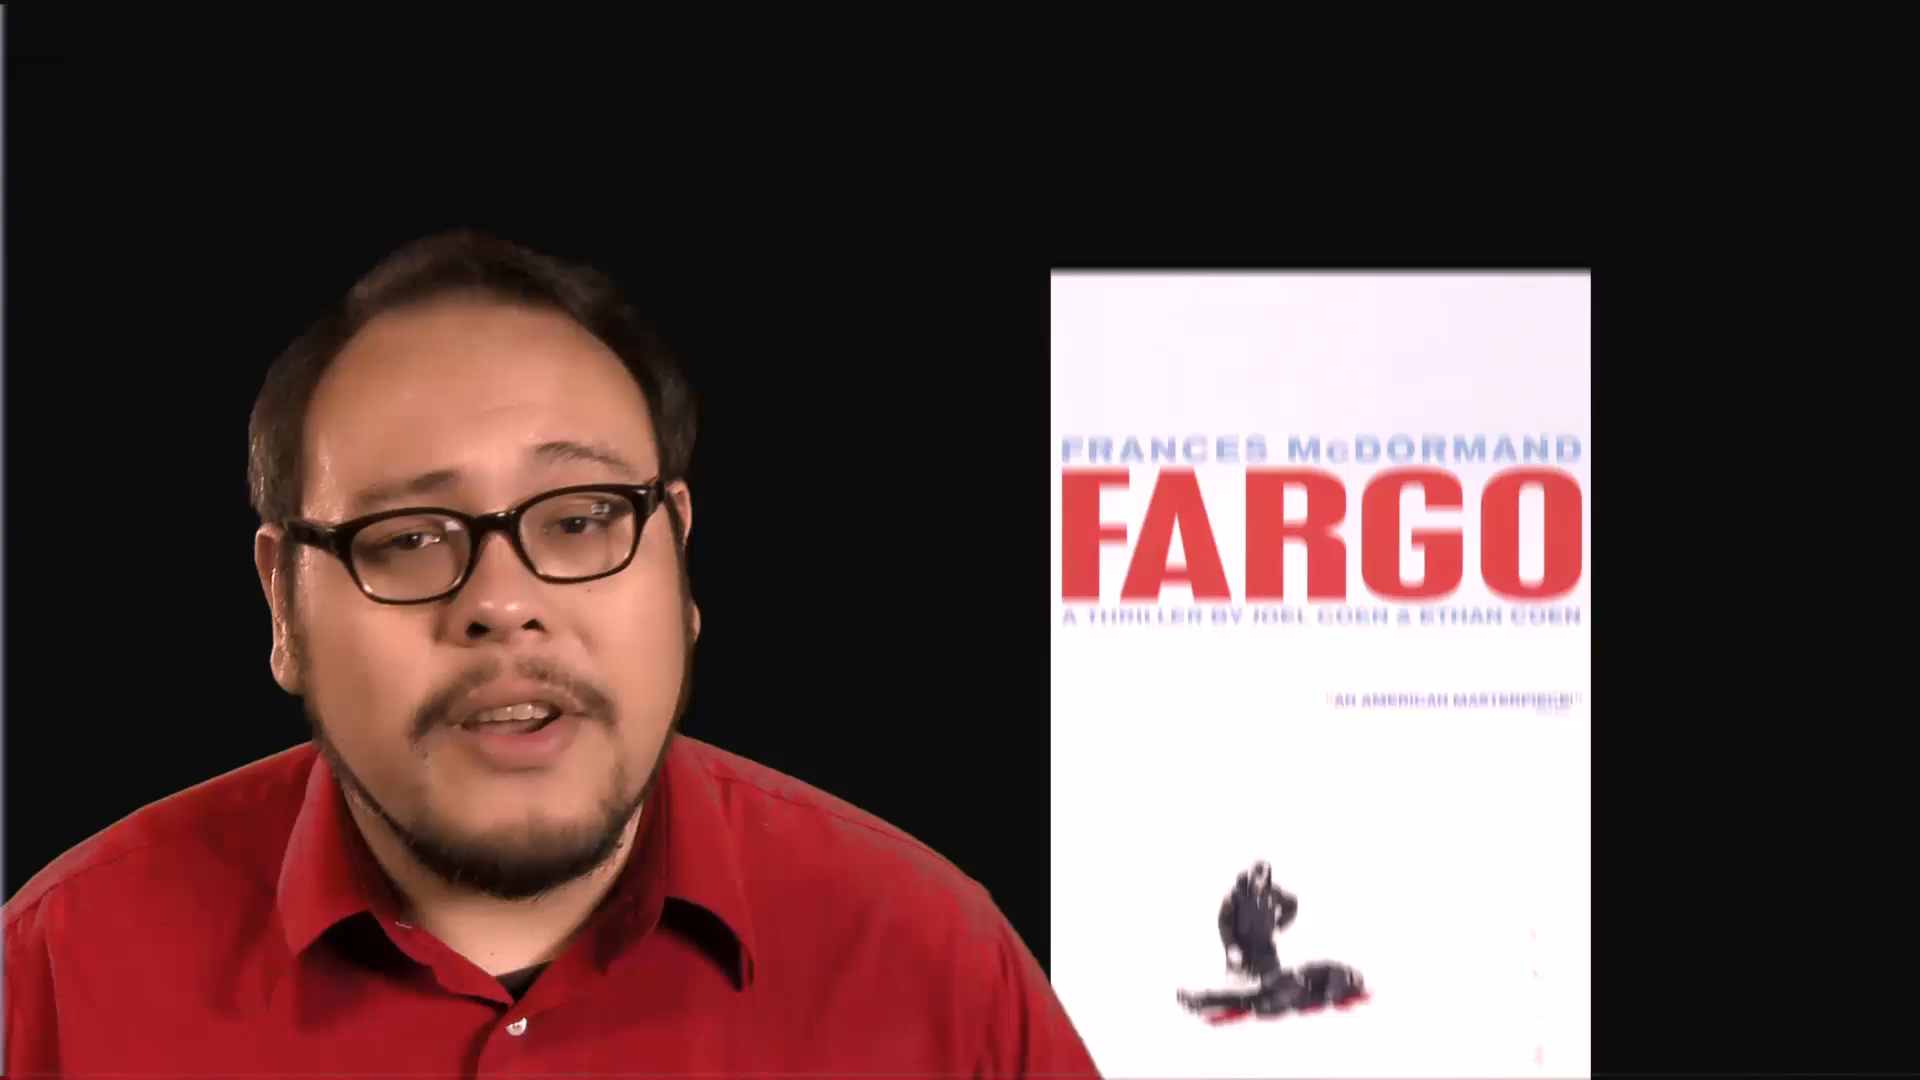 FRANCES McDORMAND
FARGO
A THRILLER BY JOEL COEN & ETHAN COEN
"AN AMERICAN MASTERPIECE!"